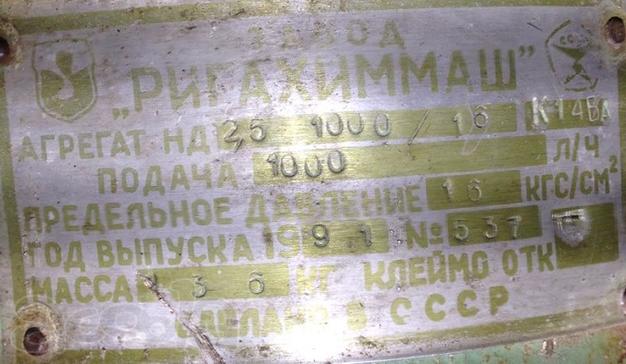 ЗАВОД
"РИГАХИММАШ"
АГРЕГАТ НД 2,5 1000/16 К14ВА
ПОДАЧА 1000 Л/Ч
ПРЕДЕЛЬНОЕ ДАВЛЕНИЕ 16 КГС/СМ²
ГОД ВЫПУСКА 1991 № 537
МАССА 36 КГ КЛЕЙМО ОТК
СДЕЛАНО В СССР